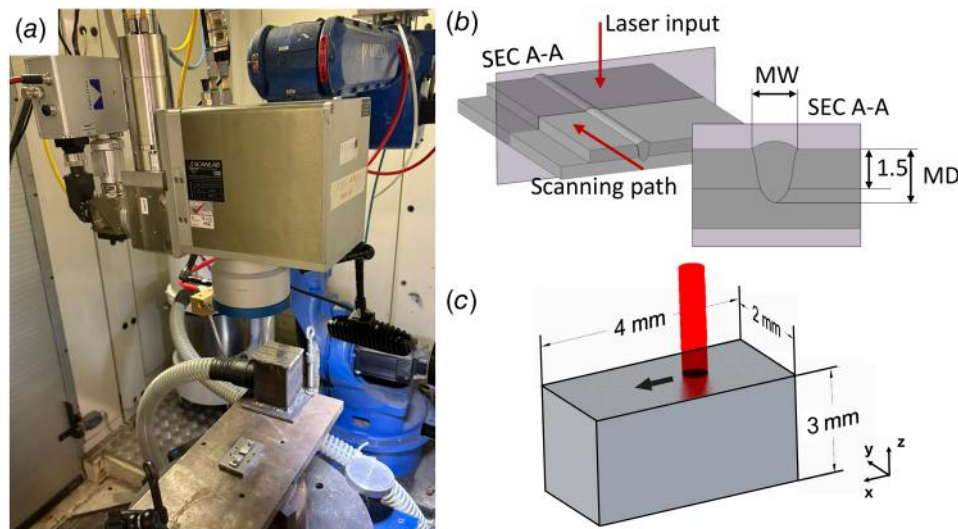 (a)
SCANLAB
(b)
Laser input
SEC A-A
MW
SEC A-A
1.5
MD
Scanning path
(c)
4 mm
2 mm
3 mm
z
y
x